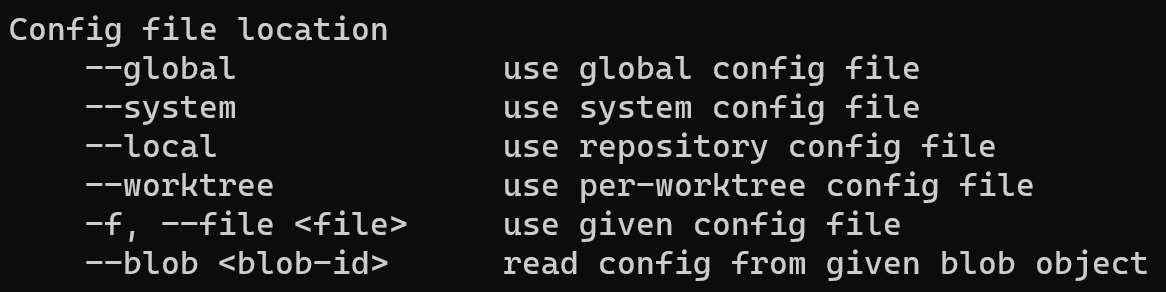 Config file location
    --global              use global config file
    --system              use system config file
    --local               use repository config file
    --worktree            use per-worktree config file
    -f, --file <file>     use given config file
    --blob <blob-id>      read config from given blob object